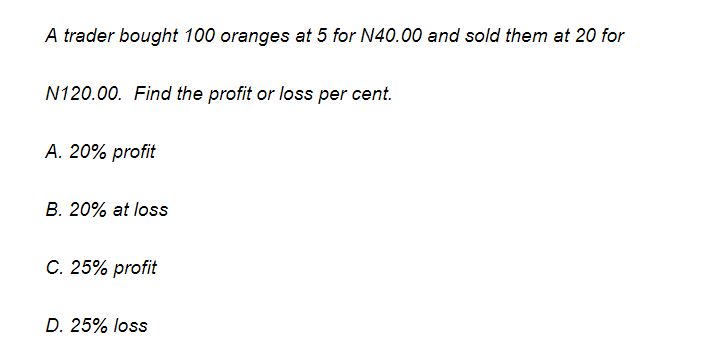 A trader bought 100 oranges at 5 for N40.00 and sold them at 20 for
N120.00.  Find the profit or loss per cent.
A. 20% profit
B. 20% at loss
C. 25% profit
D. 25% loss